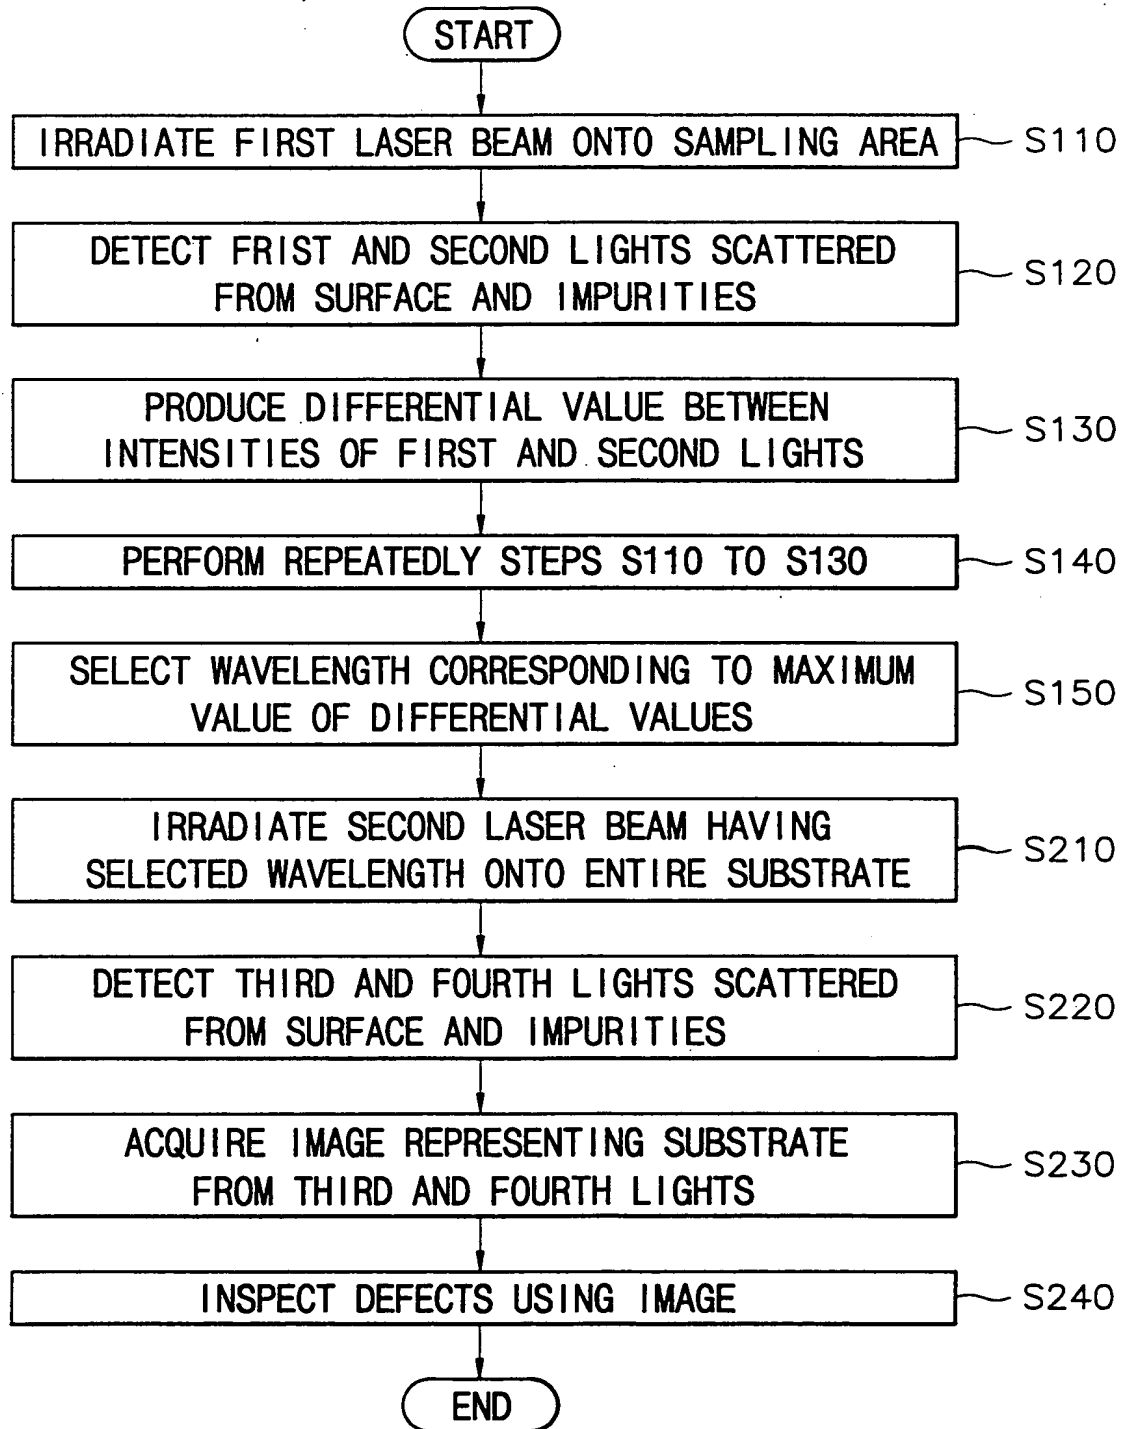 START
IRRADIATE FIRST LASER BEAM ONTO SAMPLING AREA
S110
DETECT FRIST AND SECOND LIGHTS SCATTERED
FROM SURFACE AND IMPURITIES
S120
PRODUCE DIFFERENTIAL VALUE BETWEEN
INTENSITIES OF FIRST AND SECOND LIGHTS
S130
PERFORM REPEATEDLY STEPS S110 TO S130
S140
SELECT WAVELENGTH CORRESPONDING TO MAXIMUM
VALUE OF DIFFERENTIAL VALUES
S150
IRRADIATE SECOND LASER BEAM HAVING
SELECTED WAVELENGTH ONTO ENTIRE SUBSTRATE
S210
DETECT THIRD AND FOURTH LIGHTS SCATTERED
FROM SURFACE AND IMPURITIES
S220
ACQUIRE IMAGE REPRESENTING SUBSTRATE
FROM THIRD AND FOURTH LIGHTS
S230
INSPECT DEFECTS USING IMAGE
S240
END